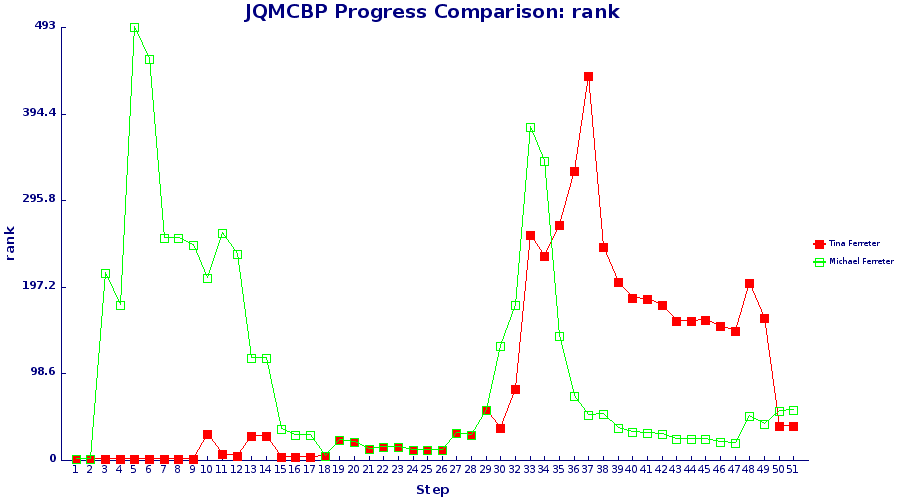 JQMCBP Progress Comparison: rank
493
394.4
295.8
197.2
98.6
0
rank
1 2 3 4 5 6 7 8 9 10 11 12 13 14 15 16 17 18 19 20 21 22 23 24 25 26 27 28 29 30 32 33 34 35 36 37 38 39 40 41 42 43 44 45 46 47 48 49 50 51
Step
Tina Ferreter
Michael Ferreter